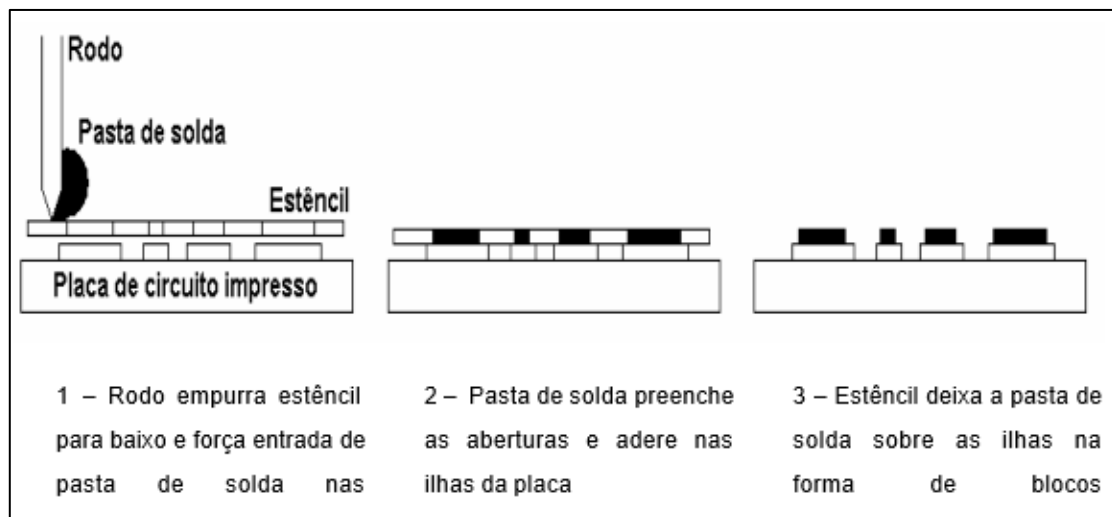 Rodo
Pasta de solda
Estêncil
Placa de circuito impresso
1 – Rodo empurra estêncil
para baixo e força entrada de
pasta de solda nas
2 – Pasta de solda preenche
as aberturas e adere nas
ilhas da placa
3 – Estêncil deixa a pasta de
solda sobre as ilhas na
forma de blocos